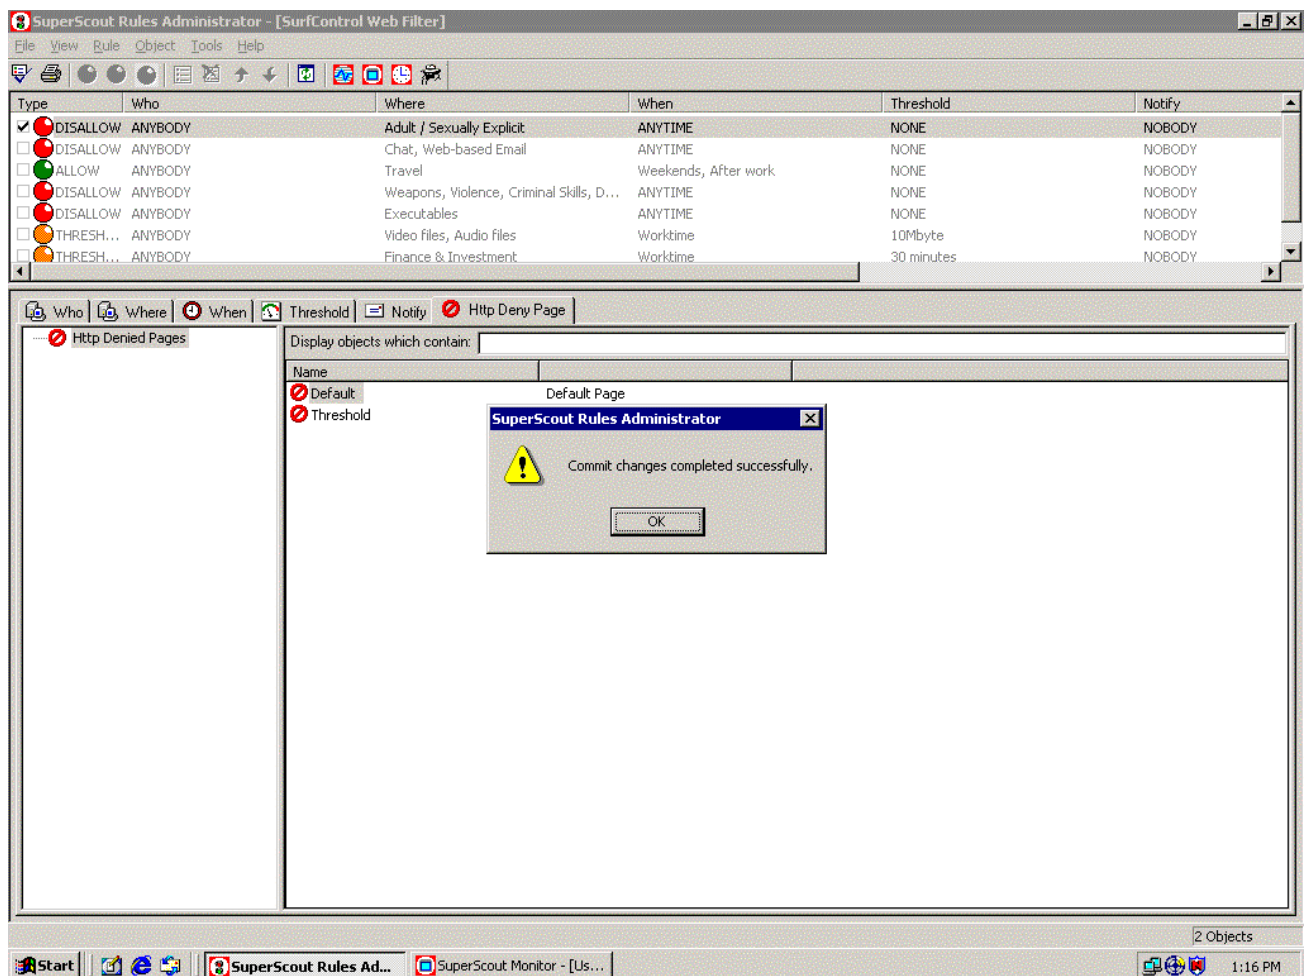 SuperScout Rules Administrator - [SurfControl Web Filter]
File View Rule Object Tools Help
Type Who Where When Threshold Notify
DISALLOW ANYBODY Adult / Sexually Explicit ANYTIME NONE NOBODY
DISALLOW ANYBODY Chat, Web-based Email ANYTIME NONE NOBODY
ALLOW ANYBODY Travel Weekends, After work NONE NOBODY
DISALLOW ANYBODY Weapons, Violence, Criminal Skills, D... ANYTIME NONE NOBODY
DISALLOW ANYBODY Executables ANYTIME NONE NOBODY
THRESH... ANYBODY Video files, Audio files Worktime 10Mbyte NOBODY
THRESH... ANYBODY Finance & Investment Worktime 30 minutes NOBODY
Who Where When Threshold Notify Http Deny Page
Http Denied Pages
Display objects which contain:
Name
Default Default Page
Threshold
SuperScout Rules Administrator
Commit changes completed successfully.
OK
2 Objects
Start SuperScout Rules Ad... SuperScout Monitor - [Us... 1:16 PM